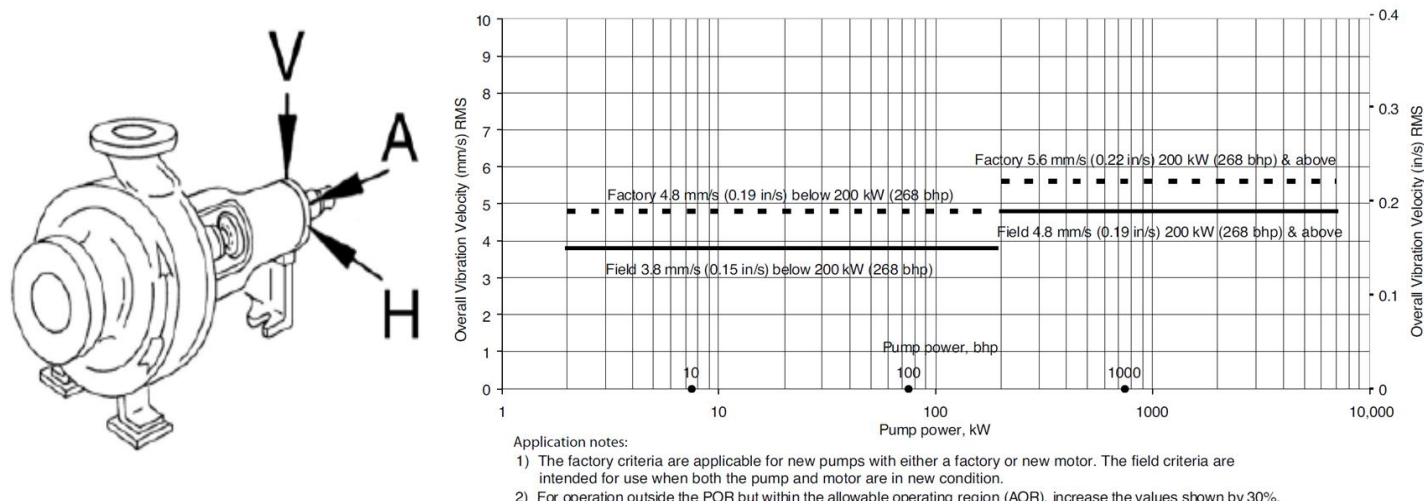 V
A
H
Overall Vibration Velocity (mm/s) RMS
10
9
8
7
6
5
4
3
2
1
0
Factory 5.6 mm/s (0.22 in/s) 200 kW (268 bhp) & above
Factory 4.8 mm/s (0.19 in/s) below 200 kW (268 bhp)
Field 4.8 mm/s (0.19 in/s) 200 kW (268 bhp) & above
Field 3.8 mm/s (0.15 in/s) below 200 kW (268 bhp)
Pump power, bhp
10 100 1000
1 10 100 1000 10,000
Pump power, kW
0.4
0.3
0.2
0.1
0
Overall Vibration Velocity (in/s) RMS
Application notes:
1) The factory criteria are applicable for new pumps with either a factory or new motor. The field criteria are
intended for use when both the pump and motor are in new condition.
2) For operation outside the POR but within the allowable operating region (AOR), increase the values shown by 30%.